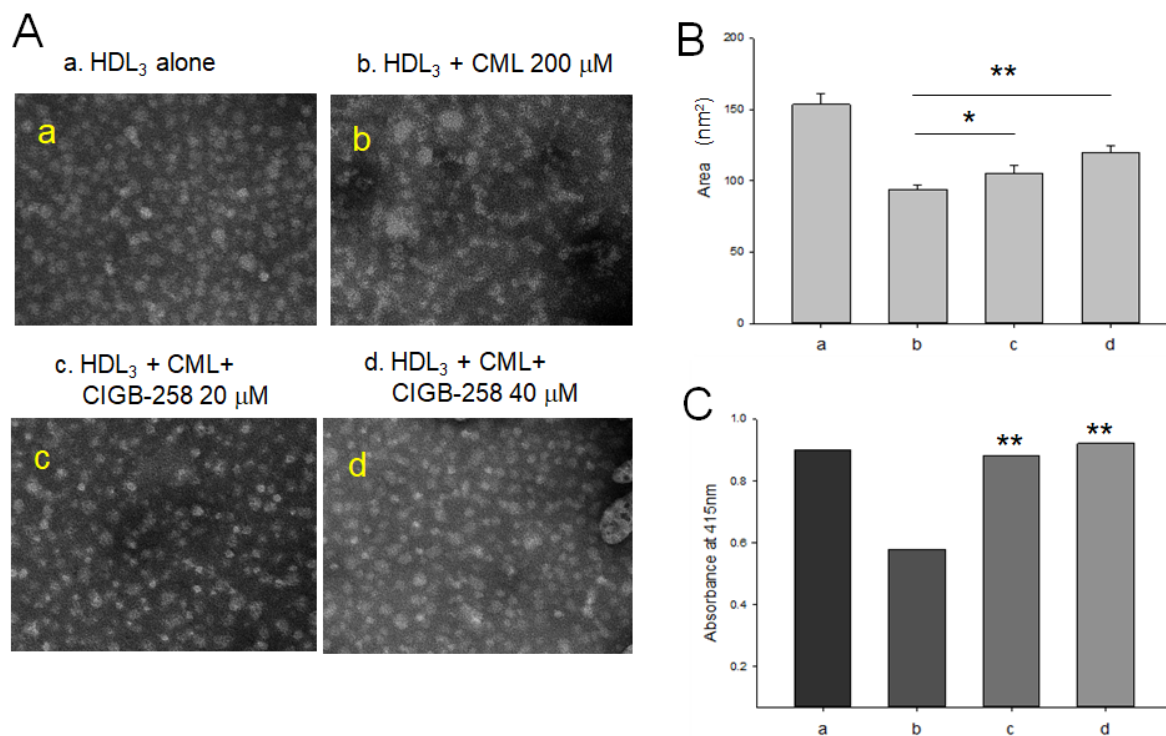 A
a. HDL₃ alone
b. HDL₃ + CML 200 μM
a
b
c. HDL₃ + CML+
CIGB-258 20 μM
d. HDL₃ + CML+
CIGB-258 40 μM
c
d
B
200
150
100
50
0
Area (nm²)
**
*
a b c d
C
1.0
0.8
0.6
0.4
0.2
Absorbance at 415nm
** **
a b c d